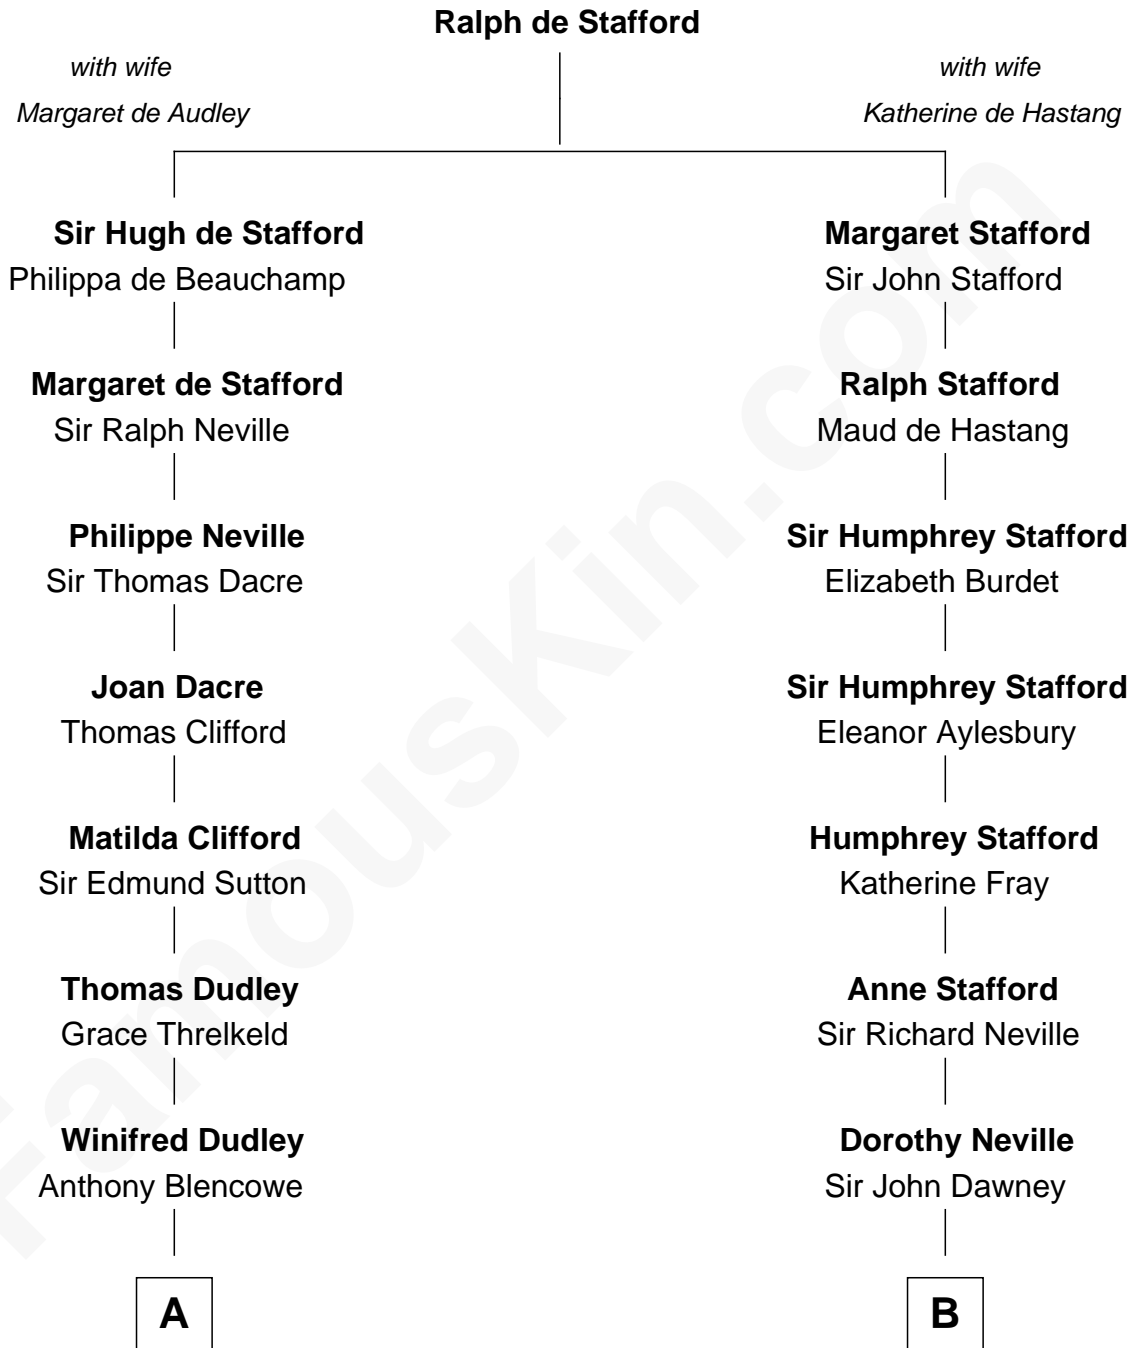 Ralph de Stafford
with wife
Margaret de Audley
with wife
Katherine de Hastang
Sir Hugh de Stafford
Philippa de Beauchamp
Margaret de Stafford
Sir Ralph Neville
Philippe Neville
Sir Thomas Dacre
Joan Dacre
Thomas Clifford
Matilda Clifford
Sir Edmund Sutton
Thomas Dudley
Grace Threlkeld
Winifred Dudley
Anthony Blencowe
A
Margaret Stafford
Sir John Stafford
Ralph Stafford
Maud de Hastang
Sir Humphrey Stafford
Elizabeth Burdet
Sir Humphrey Stafford
Eleanor Aylesbury
Humphrey Stafford
Katherine Fray
Anne Stafford
Sir Richard Neville
Dorothy Neville
Sir John Dawney
B
FamousKin.com